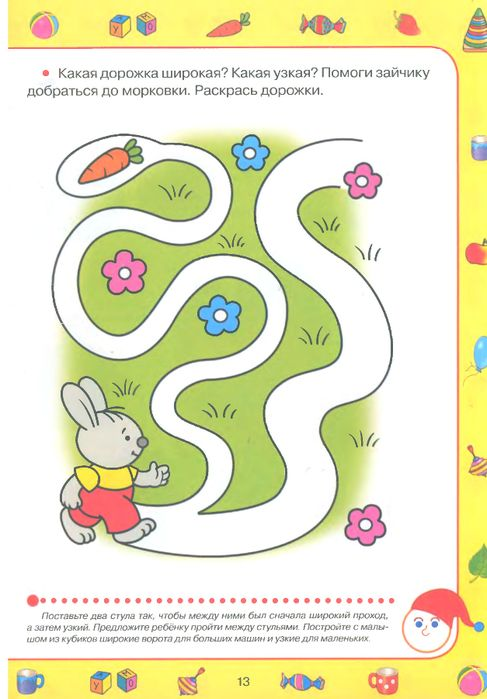 • Какая дорожка широкая? Какая узкая? Помоги зайчику
добраться до морковки. Раскрась дорожки.
Поставьте два стула так, чтобы между ними был сначала широкий проход,
а затем узкий. Предложите ребёнку пройти между стульями. Постройте с малы-
шом из кубиков широкие ворота для больших машин и узкие для маленьких.
13